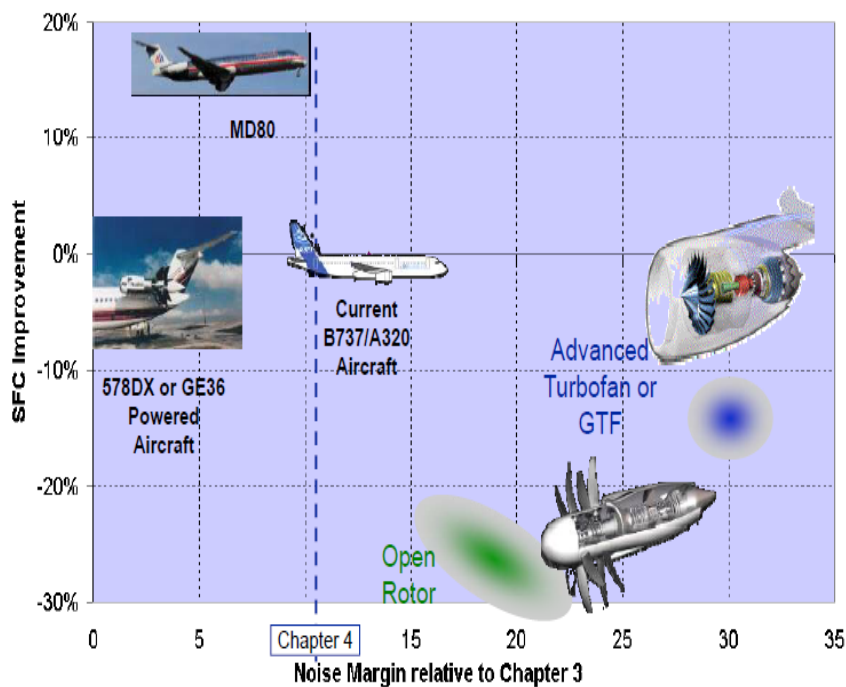 20%
15%
10%
5%
0%
-10%
-20%
-30%
SFC Improvement
MD80
Current
B737/A320
Aircraft
578DX or GE36
Powered
Aircraft
Advanced
Turbofan or
GTF
Open
Rotor
0
5
Chapter 4
15
20
25
30
35
Noise Margin relative to Chapter 3